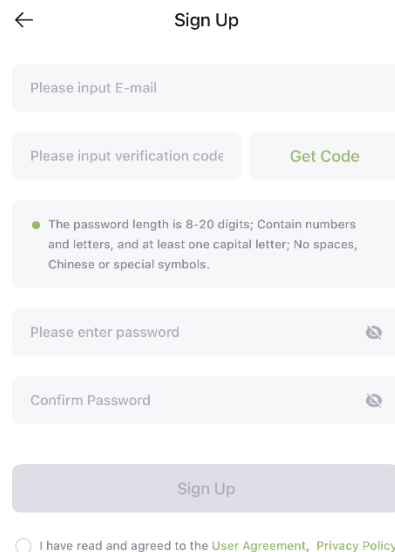 Sign Up
Please input E-mail
Please input verification code
Get Code
The password length is 8-20 digits; Contain numbers
and letters, and at least one capital letter; No spaces,
Chinese or special symbols.
Please enter password
Confirm Password
Sign Up
I have read and agreed to the User Agreement, Privacy Policy